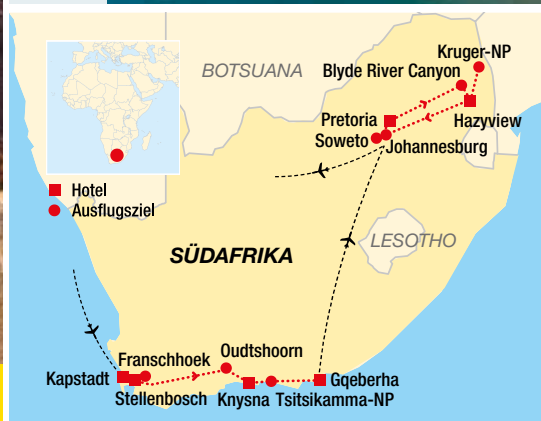 Kruger-NP
BOTSUANA
Blyde River Canyon
Pretoria
Hazyview
Soweto
Johannesburg
Hotel
Ausflugsziel
SÜDAFRIKA
LESOTHO
Franschhoek
Oudtshoorn
Kapstadt
Gqeberha
Stellenbosch
Knysna
Tsitsikamma-NP